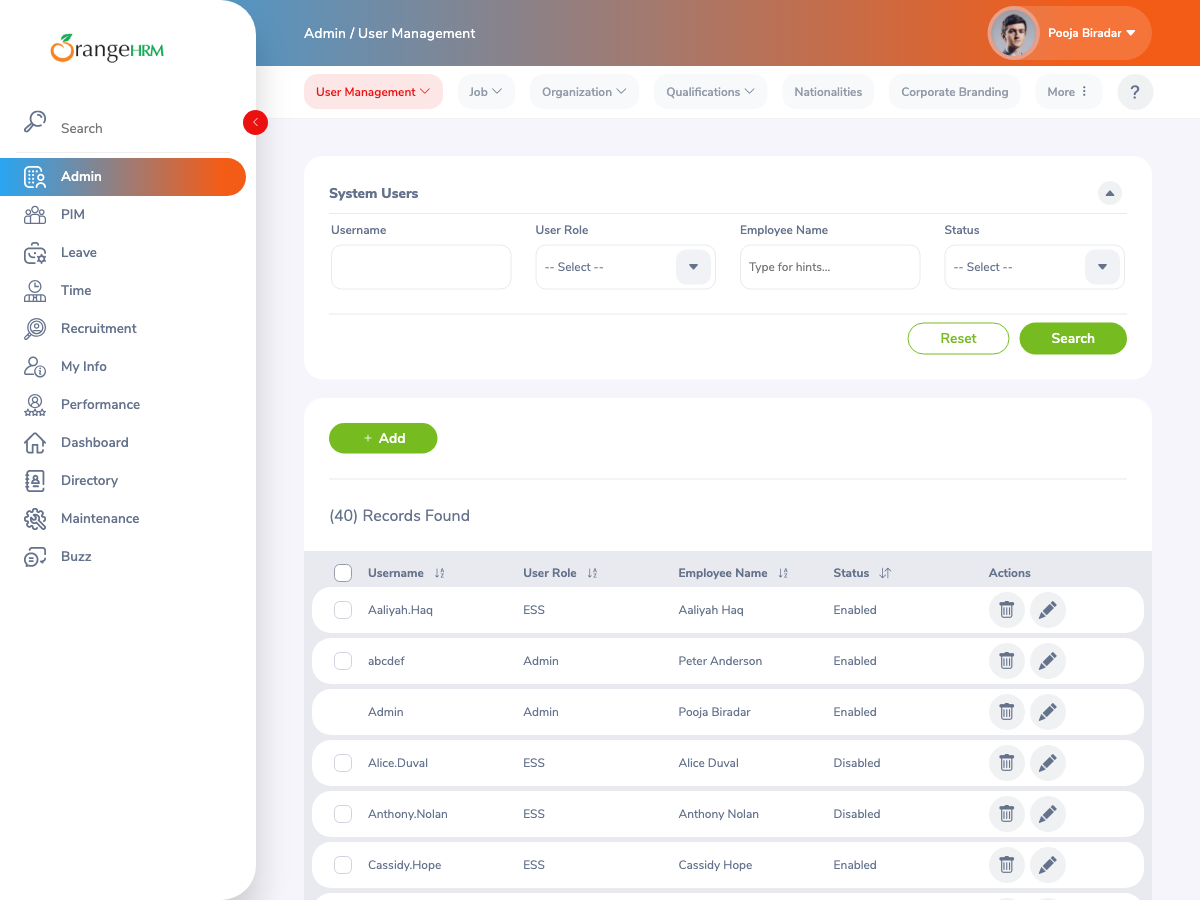 OrangeHRM
Search
Admin
PIM
Leave
Time
Recruitment
My Info
Performance
Dashboard
Directory
Maintenance
Buzz
Admin / User Management
Pooja Biradar
User Management Job Organization Qualifications Nationalities Corporate Branding More ?
System Users
Username User Role Employee Name Status
-- Select -- Type for hints... -- Select --
Reset Search
+ Add
(40) Records Found
Username User Role Employee Name Status Actions
Aaliyah.Haq ESS Aaliyah Haq Enabled
abcdef Admin Peter Anderson Enabled
Admin Admin Pooja Biradar Enabled
Alice.Duval ESS Alice Duval Disabled
Anthony.Nolan ESS Anthony Nolan Disabled
Cassidy.Hope ESS Cassidy Hope Enabled